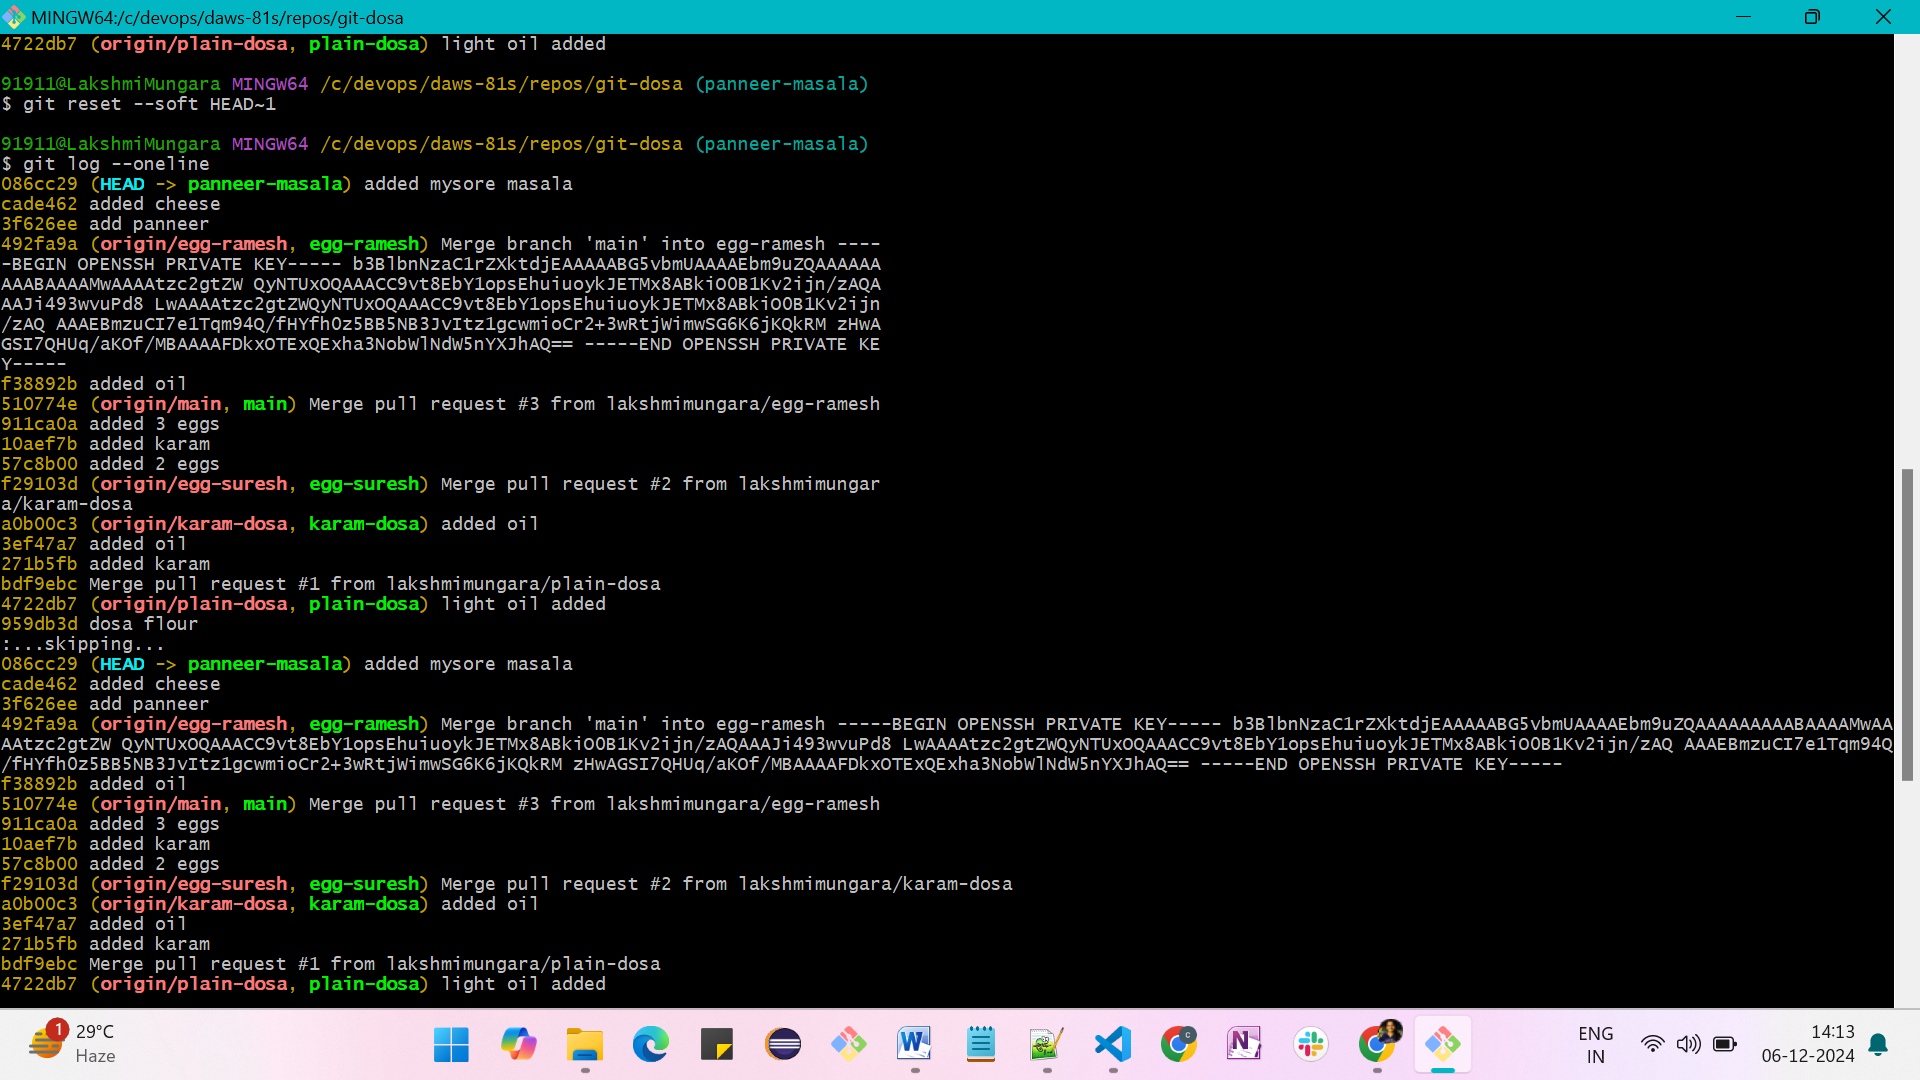 MINGW64:/c/devops/daws-81s/repos/git-dosa
4722db7 (origin/plain-dosa, plain-dosa) light oil added
91911@LakshmiMungara MINGW64 /c/devops/daws-81s/repos/git-dosa (panneer-masala)
$ git reset --soft HEAD~1
91911@LakshmiMungara MINGW64 /c/devops/daws-81s/repos/git-dosa (panneer-masala)
$ git log --oneline
086cc29 (HEAD -> panneer-masala) added mysore masala
cade462 added cheese
3f626ee add panneer
492fa9a (origin/egg-ramesh, egg-ramesh) Merge branch 'main' into egg-ramesh ----
-BEGIN OPENSSH PRIVATE KEY----- [private key redacted]
-----END OPENSSH PRIVATE KE
Y-----
f38892b added oil
510774e (origin/main, main) Merge pull request #3 from lakshmimungara/egg-ramesh
911ca0a added 3 eggs
10aef7b added karam
57c8b00 added 2 eggs
f29103d (origin/egg-suresh, egg-suresh) Merge pull request #2 from lakshmimungar
a/karam-dosa
a0b00c3 (origin/karam-dosa, karam-dosa) added oil
3ef47a7 added oil
271b5fb added karam
bdf9ebc Merge pull request #1 from lakshmimungara/plain-dosa
4722db7 (origin/plain-dosa, plain-dosa) light oil added
959db3d dosa flour
:...skipping...
086cc29 (HEAD -> panneer-masala) added mysore masala
cade462 added cheese
3f626ee add panneer
492fa9a (origin/egg-ramesh, egg-ramesh) Merge branch 'main' into egg-ramesh -----BEGIN OPENSSH PRIVATE KEY----- [private key redacted]
-----END OPENSSH PRIVATE KEY-----
f38892b added oil
510774e (origin/main, main) Merge pull request #3 from lakshmimungara/egg-ramesh
911ca0a added 3 eggs
10aef7b added karam
57c8b00 added 2 eggs
f29103d (origin/egg-suresh, egg-suresh) Merge pull request #2 from lakshmimungara/karam-dosa
a0b00c3 (origin/karam-dosa, karam-dosa) added oil
3ef47a7 added oil
271b5fb added karam
bdf9ebc Merge pull request #1 from lakshmimungara/plain-dosa
4722db7 (origin/plain-dosa, plain-dosa) light oil added
1
29°C
Haze
ENG
IN
14:13
06-12-2024